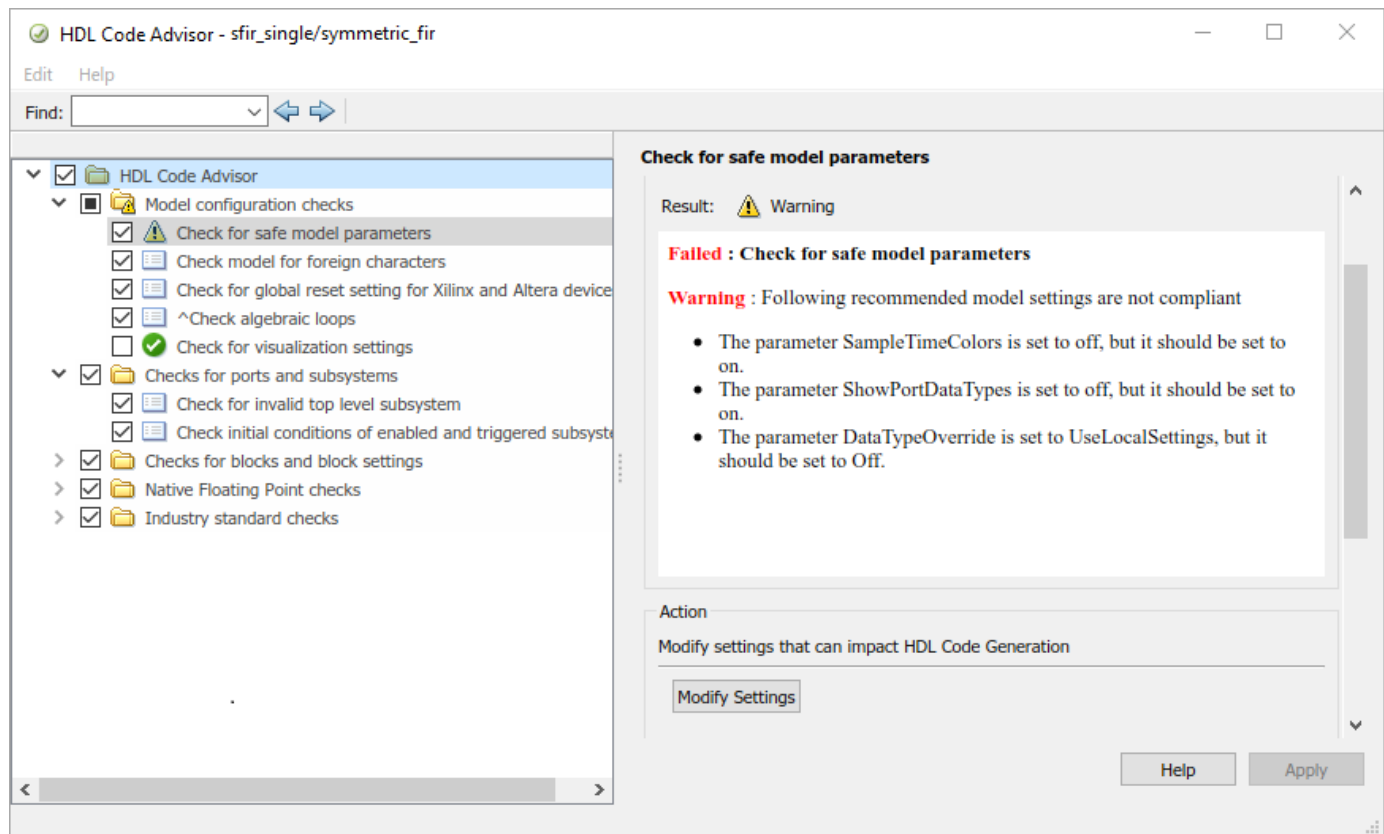 HDL Code Advisor - sfir_single/symmetric_fir
Edit Help
Find:
HDL Code Advisor
Model configuration checks
Check for safe model parameters
Check model for foreign characters
Check for global reset setting for Xilinx and Altera device
^Check algebraic loops
Check for visualization settings
Checks for ports and subsystems
Check for invalid top level subsystem
Check initial conditions of enabled and triggered subsyste
Checks for blocks and block settings
Native Floating Point checks
Industry standard checks
Check for safe model parameters
Result: Warning
Failed : Check for safe model parameters
Warning : Following recommended model settings are not compliant
• The parameter SampleTimeColors is set to off, but it should be set to
on.
• The parameter ShowPortDataTypes is set to off, but it should be set to
on.
• The parameter DataTypeOverride is set to UseLocalSettings, but it
should be set to Off.
Action
Modify settings that can impact HDL Code Generation
Modify Settings
Help Apply